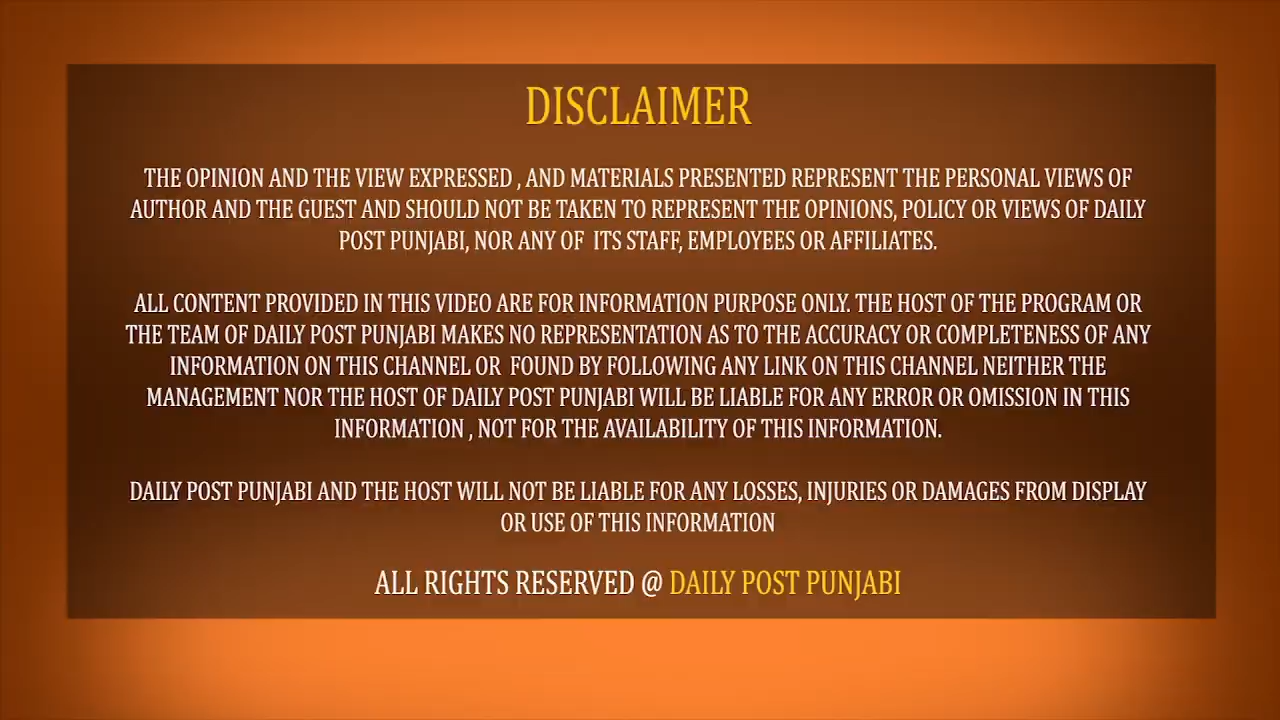 DISCLAIMER
THE OPINION AND THE VIEW EXPRESSED , AND MATERIALS PRESENTED REPRESENT THE PERSONAL VIEWS OF
AUTHOR AND THE GUEST AND SHOULD NOT BE TAKEN TO REPRESENT THE OPINIONS, POLICY OR VIEWS OF DAILY
POST PUNJABI, NOR ANY OF ITS STAFF, EMPLOYEES OR AFFILIATES.
ALL CONTENT PROVIDED IN THIS VIDEO ARE FOR INFORMATION PURPOSE ONLY. THE HOST OF THE PROGRAM OR
THE TEAM OF DAILY POST PUNJABI MAKES NO REPRESENTATION AS TO THE ACCURACY OR COMPLETENESS OF ANY
INFORMATION ON THIS CHANNEL OR FOUND BY FOLLOWING ANY LINK ON THIS CHANNEL NEITHER THE
MANAGEMENT NOR THE HOST OF DAILY POST PUNJABI WILL BE LIABLE FOR ANY ERROR OR OMISSION IN THIS
INFORMATION , NOT FOR THE AVAILABILITY OF THIS INFORMATION.
DAILY POST PUNJABI AND THE HOST WILL NOT BE LIABLE FOR ANY LOSSES, INJURIES OR DAMAGES FROM DISPLAY
OR USE OF THIS INFORMATION
ALL RIGHTS RESERVED @ DAILY POST PUNJABI